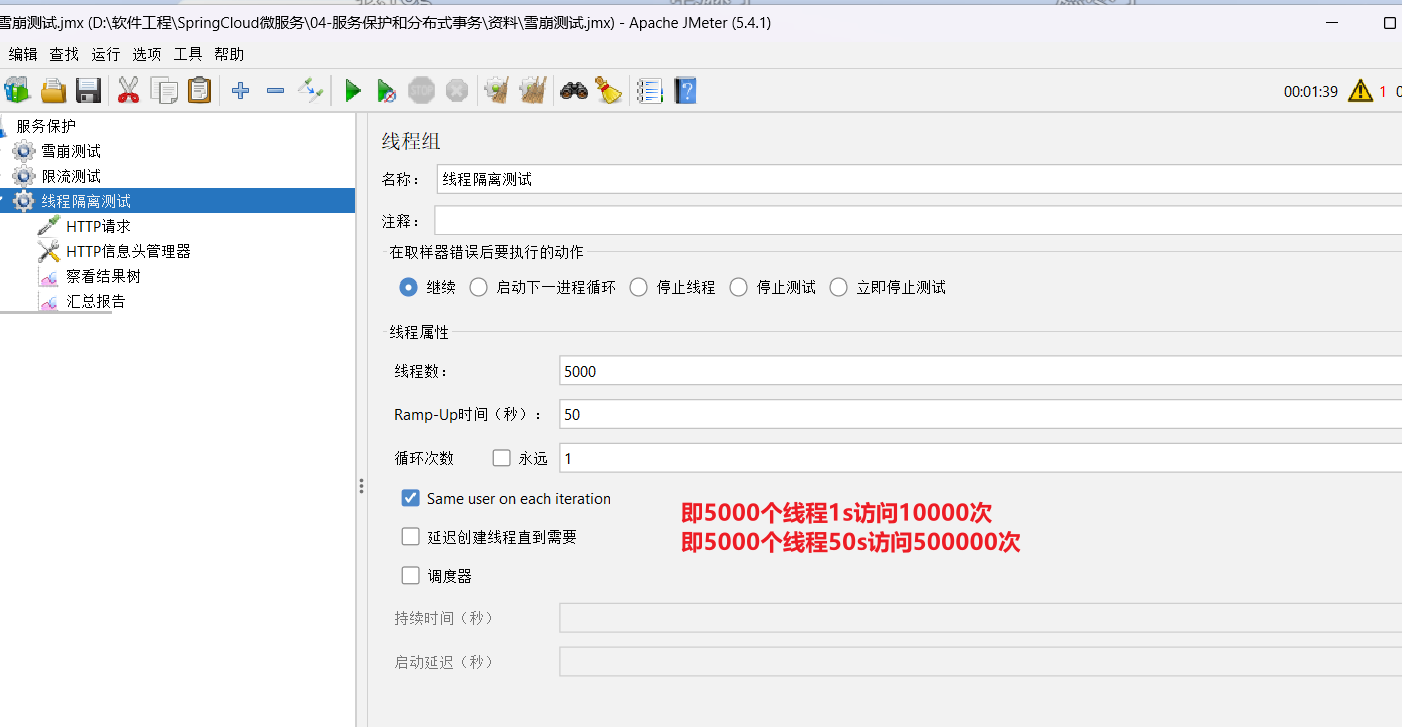 雪崩测试.jmx (D:\软件工程\SpringCloud微服务\04-服务保护和分布式事务\资料\雪崩测试.jmx) - Apache JMeter (5.4.1)
编辑 查找 运行 选项 工具 帮助
STOP
00:01:39 1
服务保护
雪崩测试
限流测试
线程隔离测试
HTTP请求
HTTP信息头管理器
察看结果树
汇总报告
线程组
名称： 线程隔离测试
注释：
在取样器错误后要执行的动作
继续 启动下一进程循环 停止线程 停止测试 立即停止测试
线程属性
线程数： 5000
Ramp-Up时间（秒）： 50
循环次数 永远 1
Same user on each iteration
延迟创建线程直到需要
调度器
持续时间（秒）
启动延迟（秒）
即5000个线程1s访问10000次
即5000个线程50s访问500000次